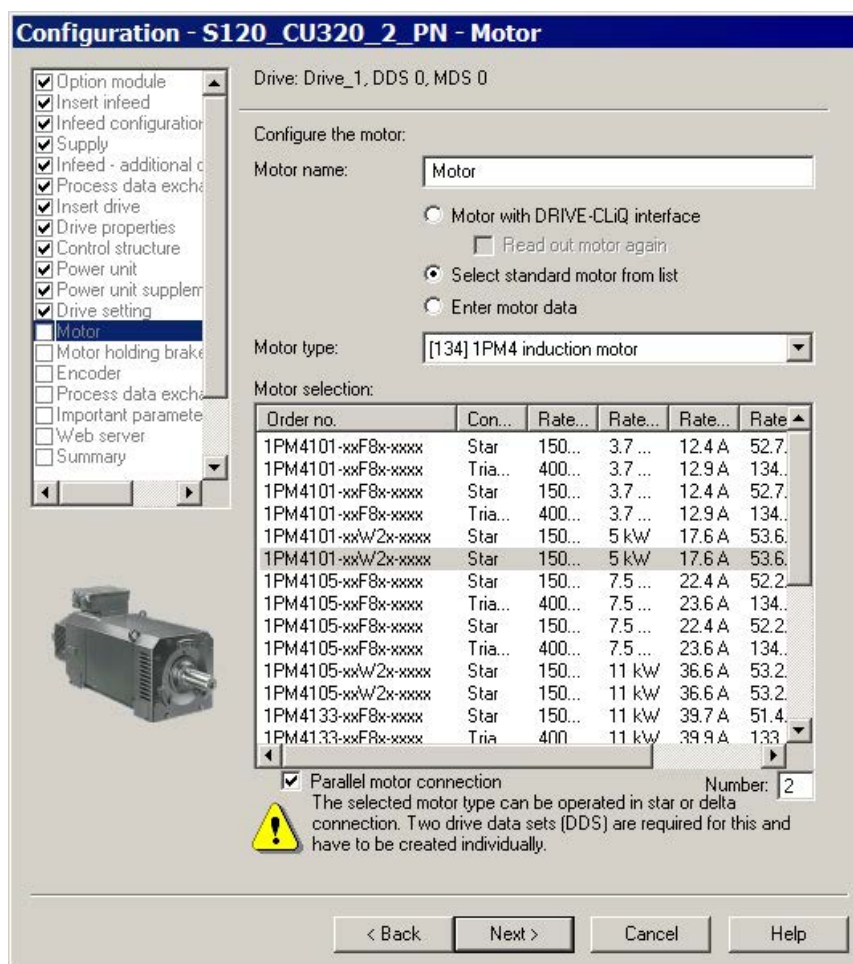 Configuration - S120_CU320_2_PN - Motor
Option module
Insert infeed
Infeed configuration
Supply
Infeed - additional d
Process data excha
Insert drive
Drive properties
Control structure
Power unit
Power unit supplem
Drive setting
Motor
Motor holding brake
Encoder
Process data excha
Important paramete
Web server
Summary
Drive: Drive_1, DDS 0, MDS 0
Configure the motor:
Motor name: Motor
Motor with DRIVE-CLiQ interface
Read out motor again
Select standard motor from list
Enter motor data
Motor type: [134] 1PM4 induction motor
Motor selection:
Order no. Con... Rate... Rate... Rate... Rate
1PM4101-xxF8x-xxxx Star 150... 3.7 ... 12.4 A 52.7.
1PM4101-xxF8x-xxxx Tria... 400... 3.7 ... 12.9 A 134..
1PM4101-xxF8x-xxxx Star 150... 3.7 ... 12.4 A 52.7.
1PM4101-xxF8x-xxxx Tria... 400... 3.7 ... 12.9 A 134..
1PM4101-xxW2x-xxxx Star 150... 5 kW 17.6 A 53.6.
1PM4101-xxW2x-xxxx Star 150... 5 kW 17.6 A 53.6.
1PM4105-xxF8x-xxxx Star 150... 7.5 ... 22.4 A 52.2.
1PM4105-xxF8x-xxxx Tria... 400... 7.5 ... 23.6 A 134..
1PM4105-xxF8x-xxxx Star 150... 7.5 ... 22.4 A 52.2.
1PM4105-xxF8x-xxxx Tria... 400... 7.5 ... 23.6 A 134..
1PM4105-xxW2x-xxxx Star 150... 11 kW 36.6 A 53.2.
1PM4105-xxW2x-xxxx Star 150... 11 kW 36.6 A 53.2.
1PM4133-xxF8x-xxxx Star 150... 11 kW 39.7 A 51.4.
1PM4133-xxF8x-xxxx Tria 400 11 kW 39.9 A 133
Parallel motor connection Number: 2
The selected motor type can be operated in star or delta
connection. Two drive data sets (DDS) are required for this and
have to be created individually.
< Back Next > Cancel Help